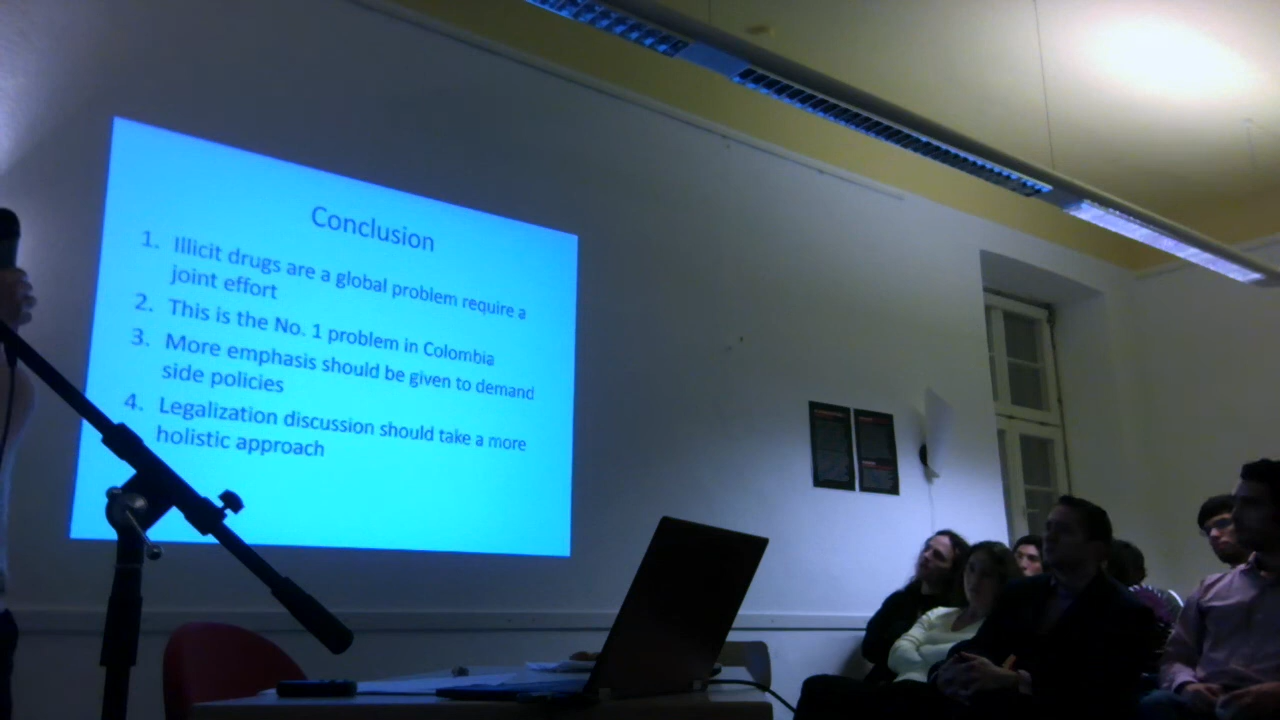 Conclusion
1. Illicit drugs are a global problem require a
joint effort
2. This is the No. 1 problem in Colombia
3. More emphasis should be given to demand
side policies
4. Legalization discussion should take a more
holistic approach